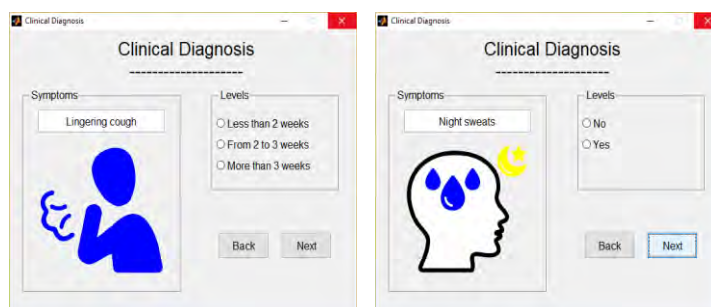 Clinical Diagnosis
Clinical Diagnosis
--------------------
Symptoms
Lingering cough
Levels
Less than 2 weeks
From 2 to 3 weeks
More than 3 weeks
Back Next
Clinical Diagnosis
Clinical Diagnosis
--------------------
Symptoms
Night sweats
Levels
No
Yes
Back Next